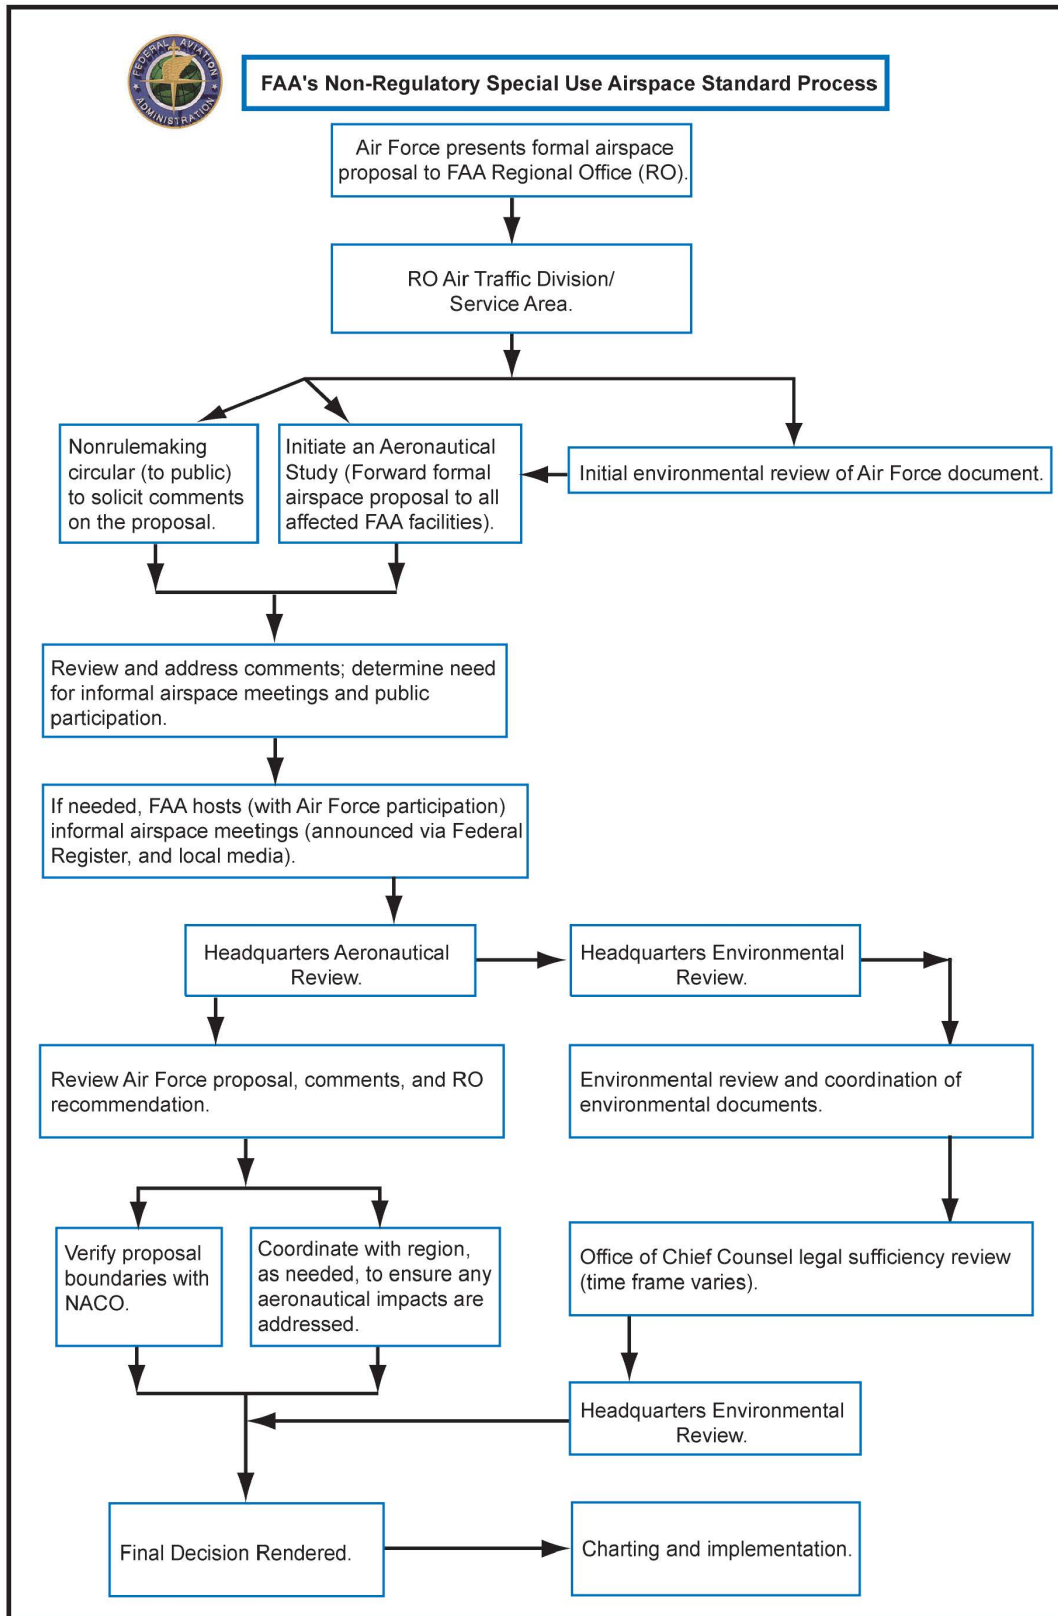 FEDERAL AVIATION
ADMINISTRATION
FAA's Non-Regulatory Special Use Airspace Standard Process
Air Force presents formal airspace
proposal to FAA Regional Office (RO).
RO Air Traffic Division/
Service Area.
Nonrulemaking
circular (to public)
to solicit comments
on the proposal.
Initiate an Aeronautical
Study (Forward formal
airspace proposal to all
affected FAA facilities).
Initial environmental review of Air Force document.
Review and address comments; determine need
for informal airspace meetings and public
participation.
If needed, FAA hosts (with Air Force participation)
informal airspace meetings (announced via Federal
Register, and local media).
Headquarters Aeronautical
Review.
Headquarters Environmental
Review.
Review Air Force proposal, comments, and RO
recommendation.
Environmental review and coordination of
environmental documents.
Verify proposal
boundaries with
NACO.
Coordinate with region,
as needed, to ensure any
aeronautical impacts are
addressed.
Office of Chief Counsel legal sufficiency review
(time frame varies).
Headquarters Environmental
Review.
Final Decision Rendered.
Charting and implementation.